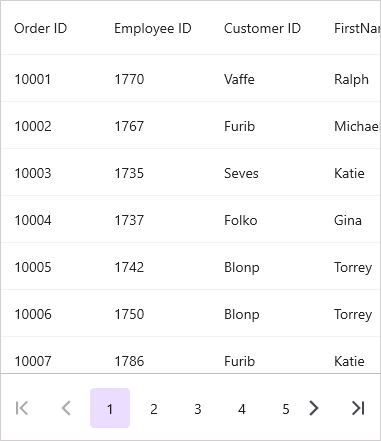 Order ID Employee ID Customer ID FirstNa
10001 1770 Vaffe Ralph
10002 1767 Furib Michae
10003 1735 Seves Katie
10004 1737 Folko Gina
10005 1742 Blonp Torrey
10006 1750 Blonp Torrey
10007 1786 Furib Katie
1 2 3 4 5